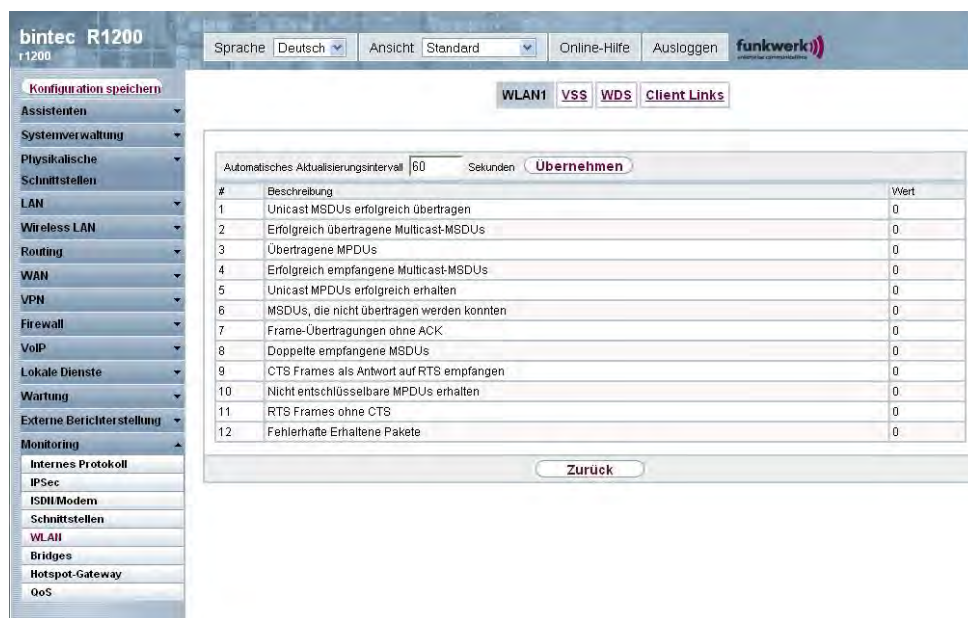 bintec R1200
r1200
Sprache Deutsch Ansicht Standard Online-Hilfe Ausloggen funkwerk
Konfiguration speichern
Assistenten
Systemverwaltung
Physikalische
Schnittstellen
LAN
Wireless LAN
Routing
WAN
VPN
Firewall
VoIP
Lokale Dienste
Wartung
Externe Berichterstellung
Monitoring
Internes Protokoll
IPSec
ISDN/Modem
Schnittstellen
WLAN
Bridges
Hotspot-Gateway
QoS
WLAN1 VSS WDS Client Links
Automatisches Aktualisierungsintervall 60 Sekunden Übernehmen
# Beschreibung Wert
1 Unicast MSDUs erfolgreich übertragen 0
2 Erfolgreich übertragene Multicast-MSDUs 0
3 Übertragene MPDUs 0
4 Erfolgreich empfangene Multicast-MSDUs 0
5 Unicast MPDUs erfolgreich erhalten 0
6 MSDUs, die nicht übertragen werden konnten 0
7 Frame-Übertragungen ohne ACK 0
8 Doppelte empfangene MSDUs 0
9 CTS Frames als Antwort auf RTS empfangen 0
10 Nicht entschlüsselbare MPDUs erhalten 0
11 RTS Frames ohne CTS 0
12 Fehlerhafte Erhaltene Pakete 0
Zurück